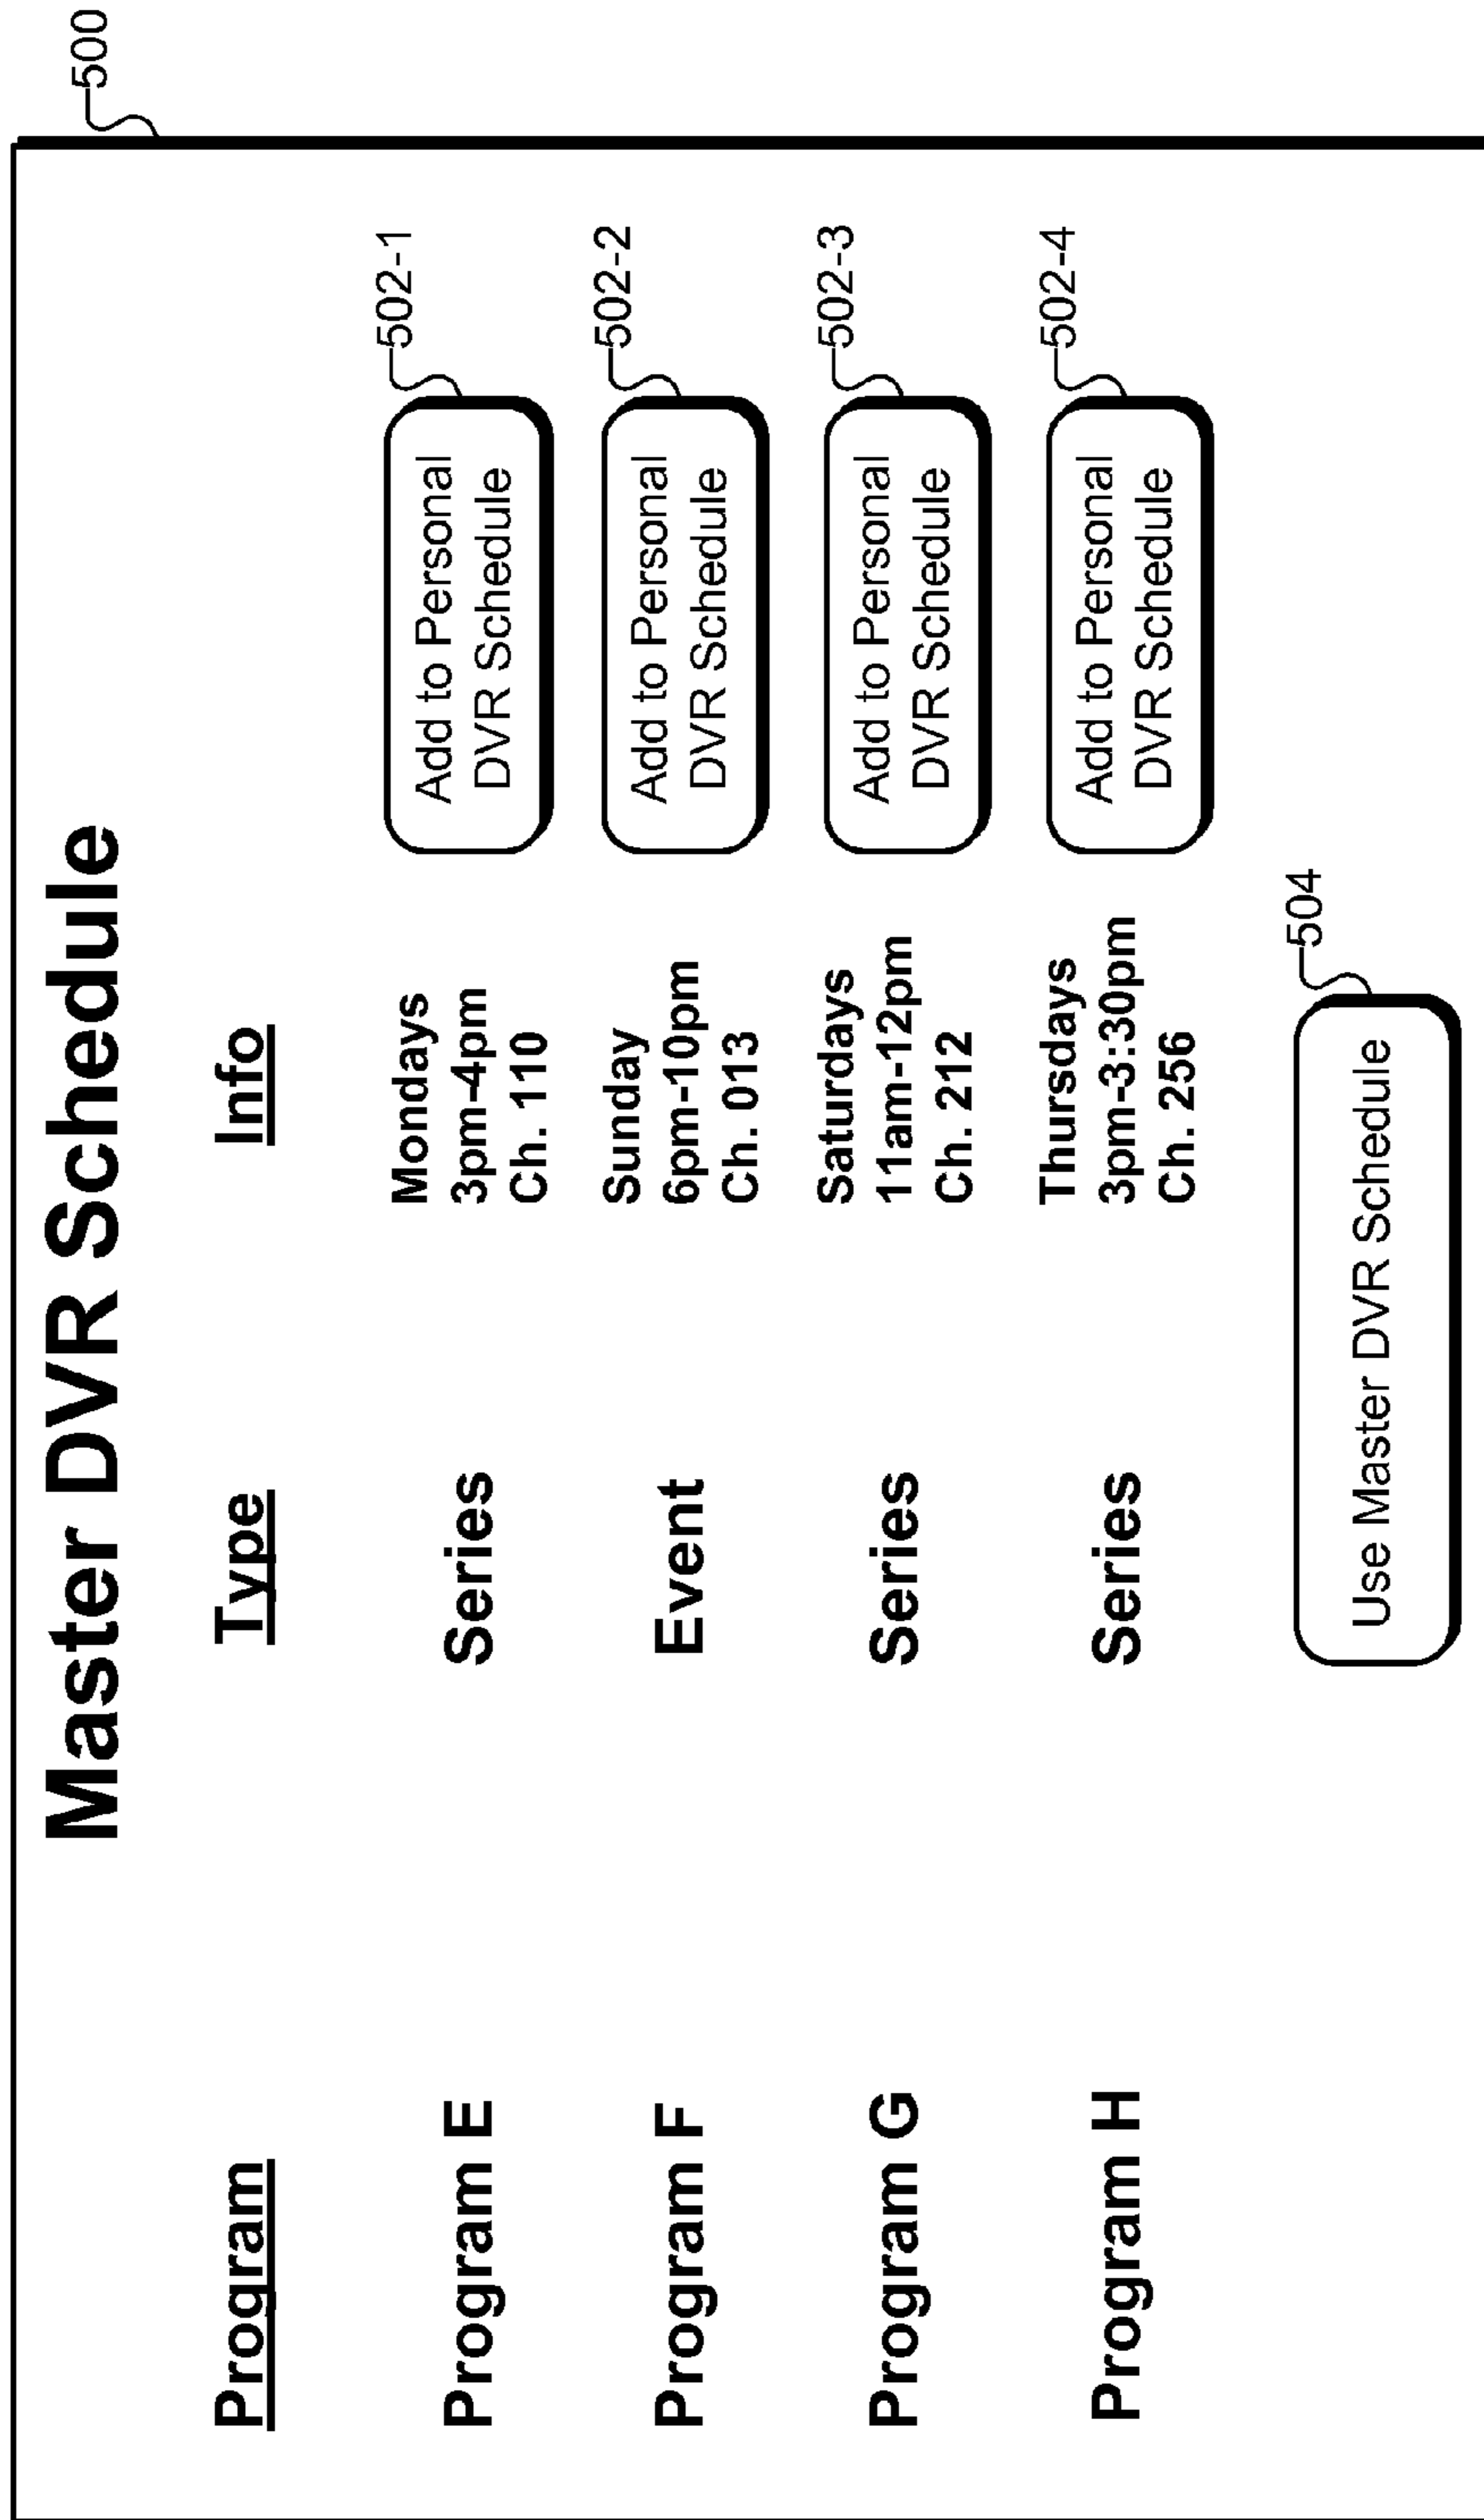 500
Master DVR Schedule
Program Type Info
Program E Series Mondays
3pm-4pm
Ch. 110
Add to Personal
DVR Schedule
502-1
Program F Event Sunday
6pm-10pm
Ch. 013
Add to Personal
DVR Schedule
502-2
Program G Series Saturdays
11am-12pm
Ch. 212
Add to Personal
DVR Schedule
502-3
Program H Series Thursdays
3pm-3:30pm
Ch. 256
Add to Personal
DVR Schedule
502-4
Use Master DVR Schedule
504